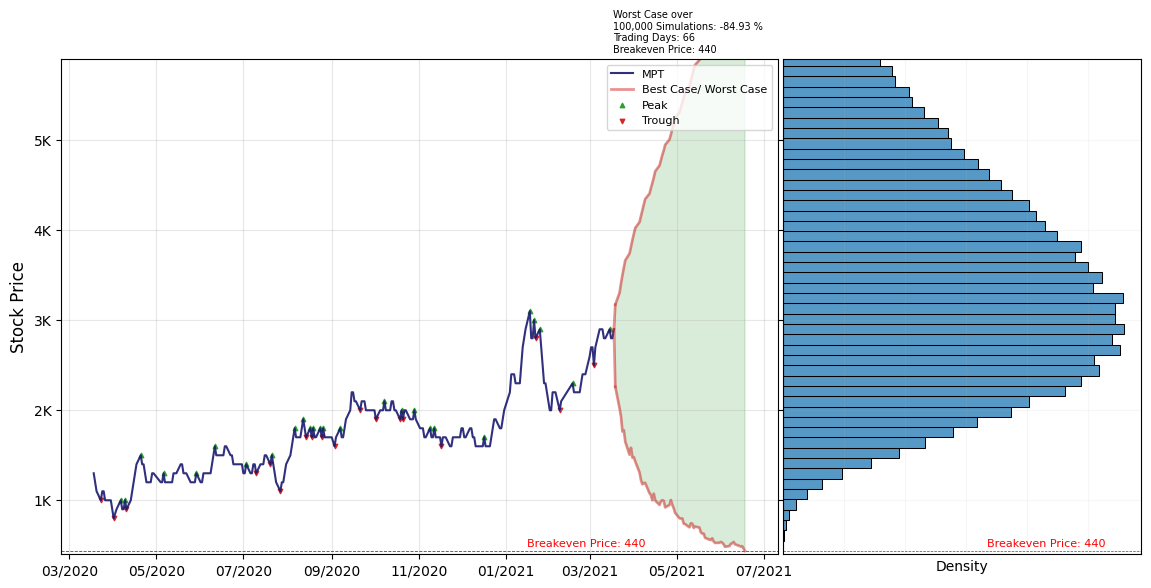 Worst Case over
100,000 Simulations: -84.93 %
Trading Days: 66
Breakeven Price: 440
MPT
Best Case/ Worst Case
Peak
Trough
Stock Price
5K
4K
3K
2K
1K
Breakeven Price: 440
Breakeven Price: 440
03/2020 05/2020 07/2020 09/2020 11/2020 01/2021 03/2021 05/2021 07/2021
Density